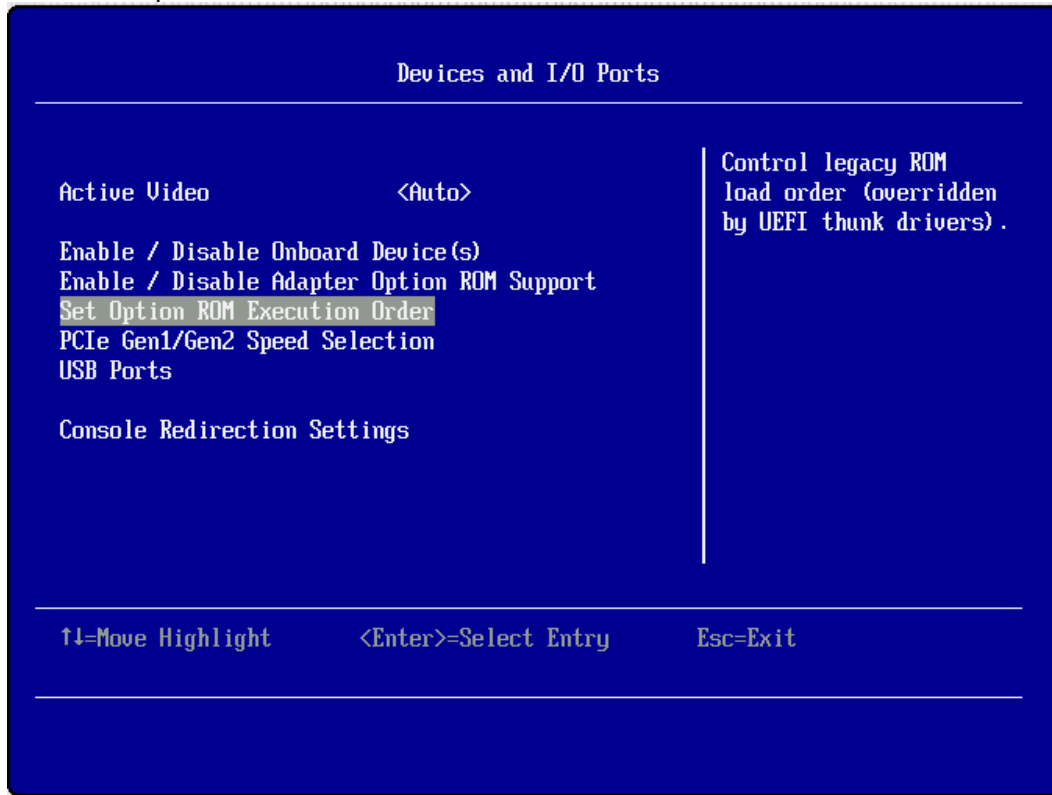 Devices and I/O Ports
Active Video <Auto>
Enable / Disable Onboard Device(s)
Enable / Disable Adapter Option ROM Support
Set Option ROM Execution Order
PCIe Gen1/Gen2 Speed Selection
USB Ports
Console Redirection Settings
Control legacy ROM
load order (overridden
by UEFI thunk drivers).
↑↓=Move Highlight <Enter>=Select Entry Esc=Exit